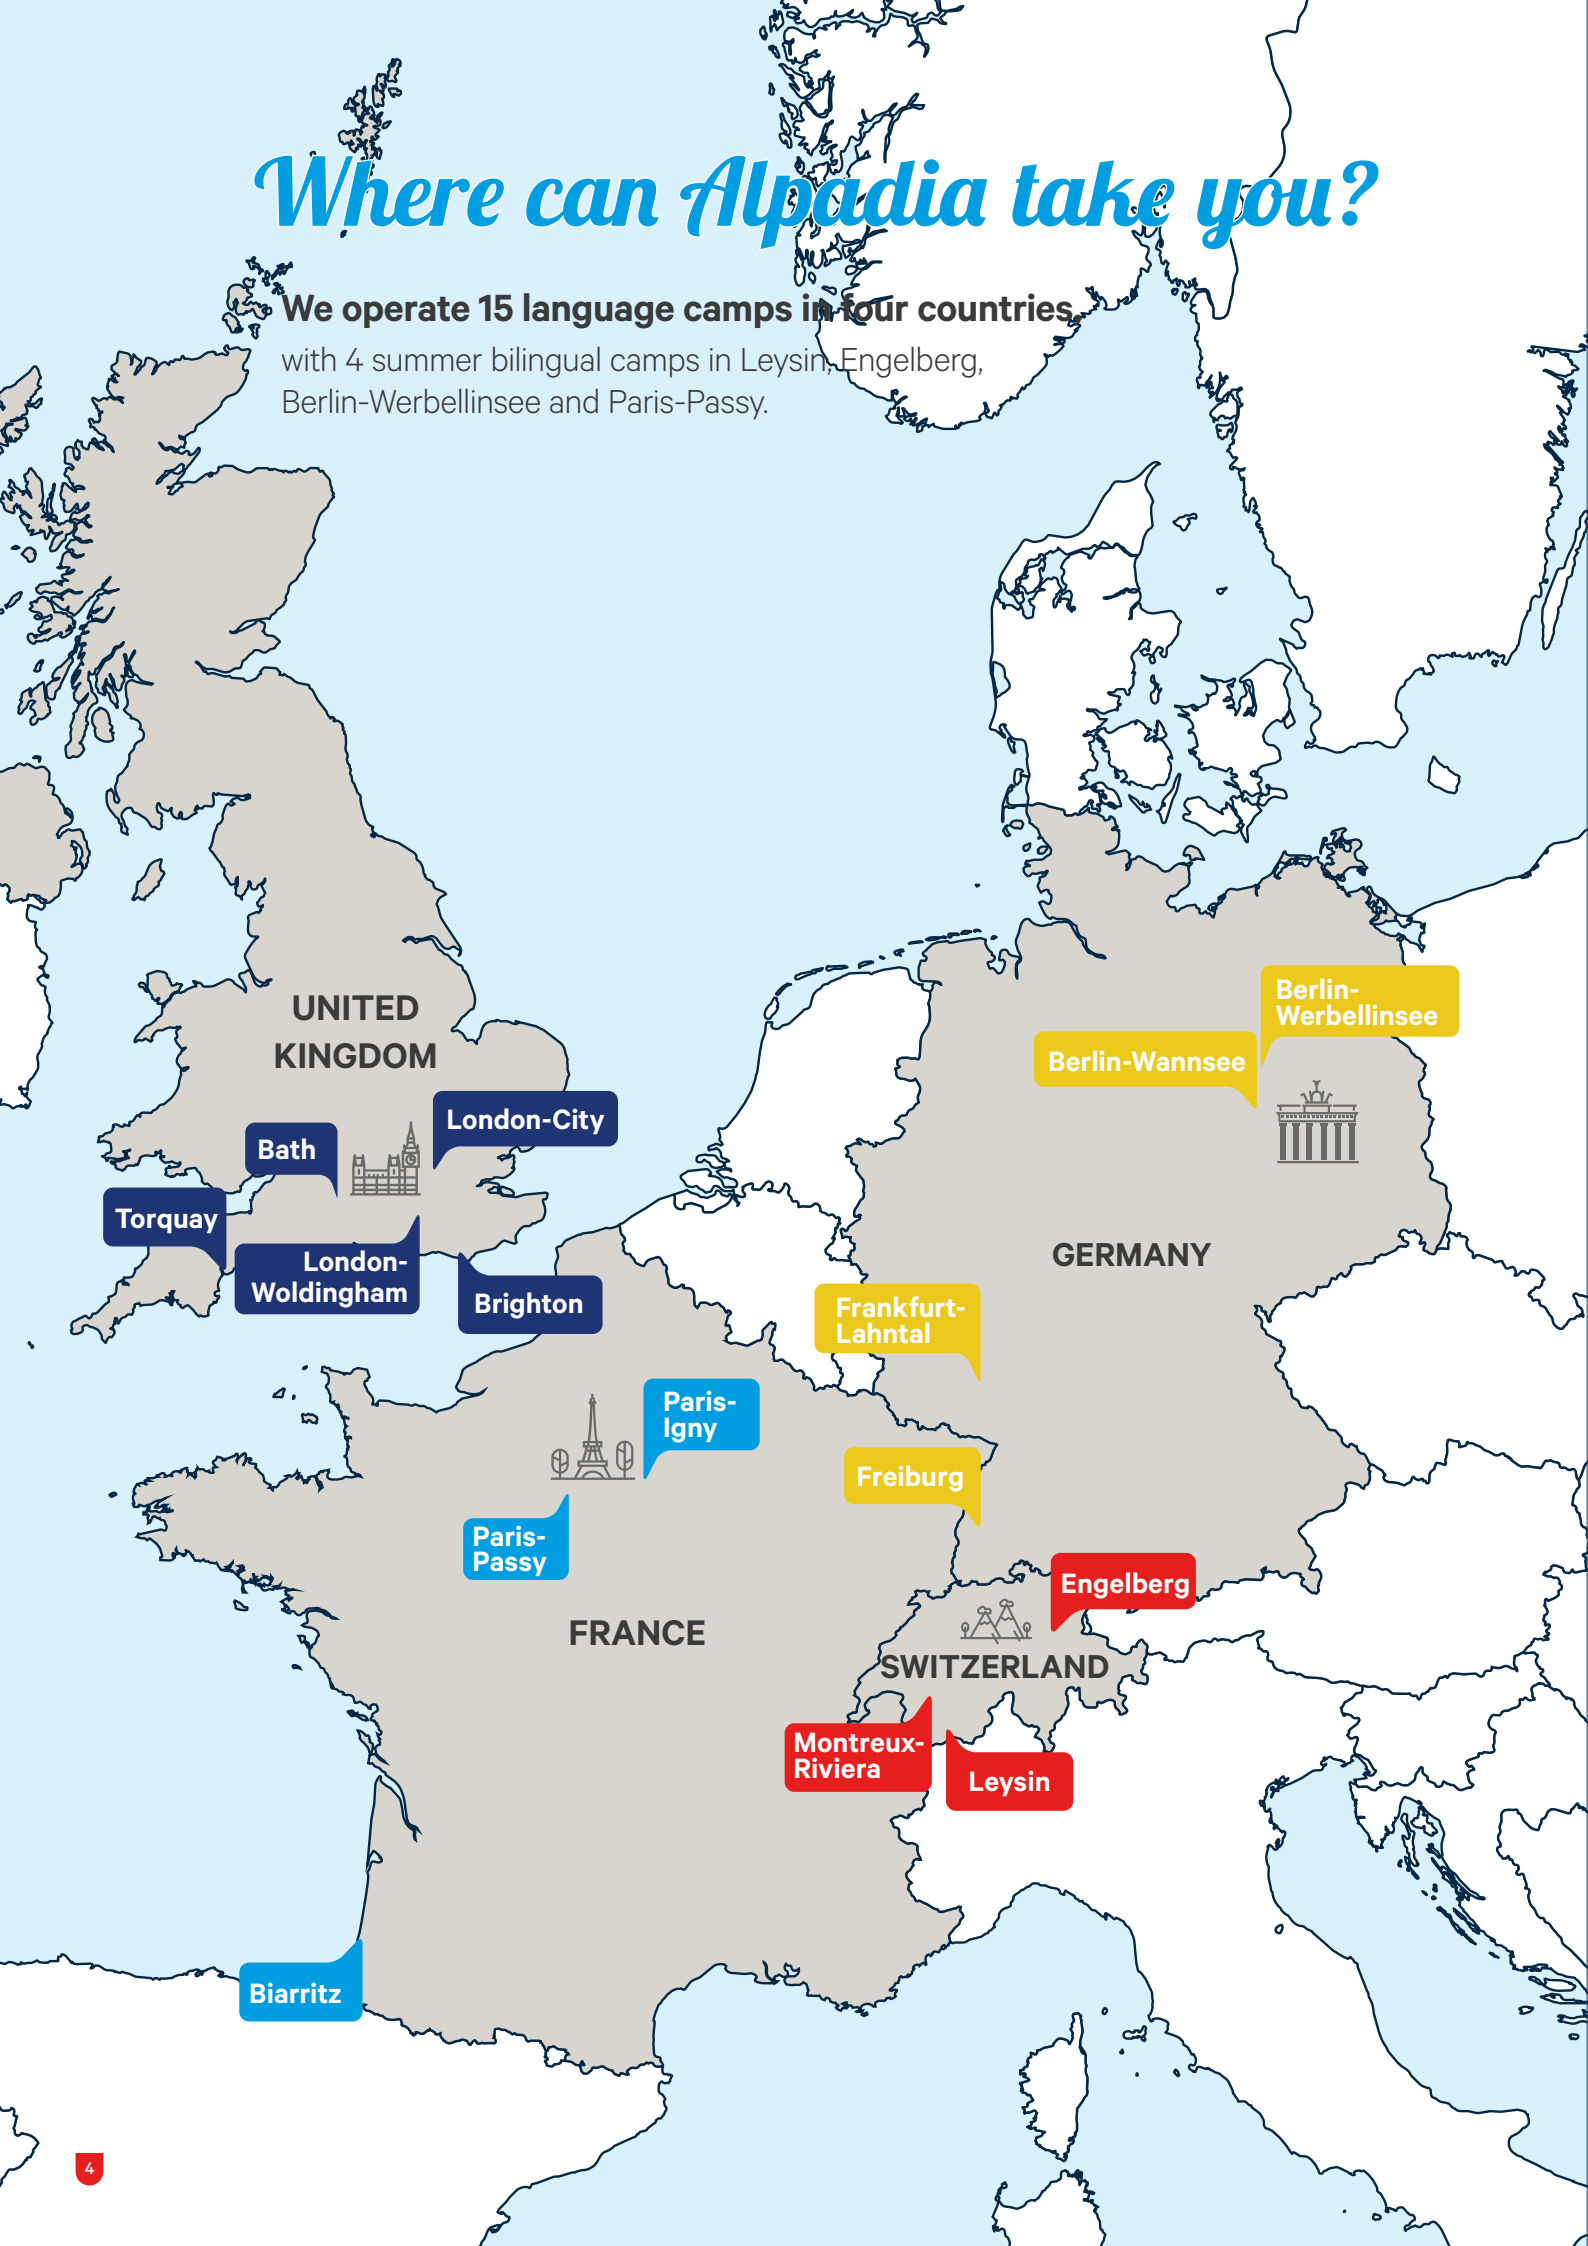 Where can Alpadia take you?
We operate 15 language camps in four countries,
with 4 summer bilingual camps in Leysin, Engelberg,
Berlin-Werbellinsee and Paris-Passy.
UNITED
KINGDOM
London-City
Bath
Torquay
London-
Woldingham
Brighton
Berlin-
Werbellinsee
Berlin-Wannsee
GERMANY
Frankfurt-
Lahntal
Freiburg
Paris-
Igny
Paris-
Passy
FRANCE
Engelberg
SWITZERLAND
Montreux-
Riviera
Leysin
Biarritz
4